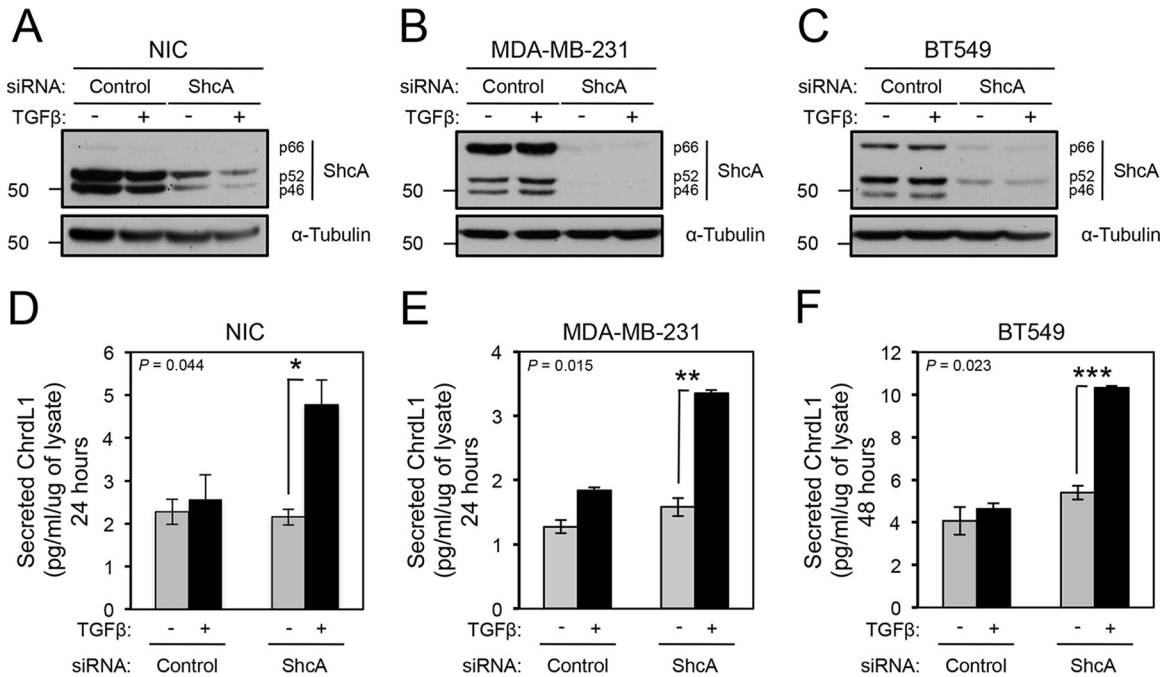 A
NIC
siRNA: Control ShcA
TGFβ: - + - +
p66
p52
p46
ShcA
50
50
α-Tubulin
B
MDA-MB-231
siRNA: Control ShcA
TGFβ: - + - +
p66
p52
p46
ShcA
50
50
α-Tubulin
C
BT549
siRNA: Control ShcA
TGFβ: - + - +
p66
p52
p46
ShcA
50
50
α-Tubulin
D
NIC
Secreted ChrdL1
(pg/ml/ug of lysate)
24 hours
6
5
4
3
2
1
0
P = 0.044
*
TGFβ: - + - +
siRNA: Control ShcA
E
MDA-MB-231
Secreted ChrdL1
(pg/ml/ug of lysate)
24 hours
4
3
2
1
0
P = 0.015
**
TGFβ: - + - +
siRNA: Control ShcA
F
BT549
Secreted ChrdL1
(pg/ml/ug of lysate)
48 hours
12
10
8
6
4
2
0
P = 0.023
***
TGFβ: - + - +
siRNA: Control ShcA